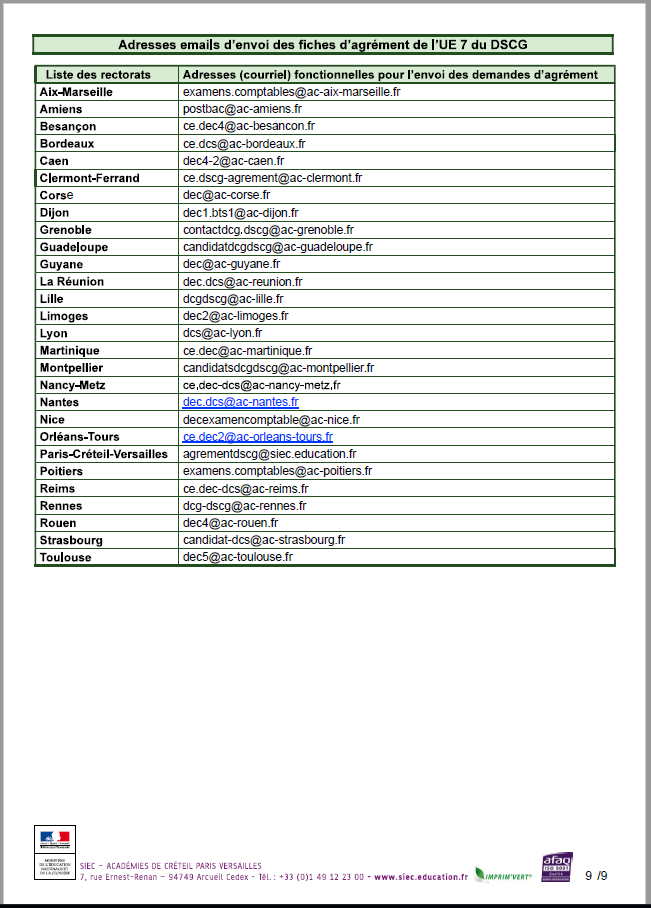 Adresses emails d'envoi des fiches d'agrément de l'UE 7 du DSCG
Liste des rectorats Adresses (courriel) fonctionnelles pour l'envoi des demandes d'agrément
Aix-Marseille examens.comptables@ac-aix-marseille.fr
Amiens postbac@ac-amiens.fr
Besançon ce.dec4@ac-besancon.fr
Bordeaux ce.dcs@ac-bordeaux.fr
Caen dec4-2@ac-caen.fr
Clermont-Ferrand ce.dscg-agrement@ac-clermont.fr
Corse dec@ac-corse.fr
Dijon dec1.bts1@ac-dijon.fr
Grenoble contactdcg.dscg@ac-grenoble.fr
Guadeloupe candidatdcgdscg@ac-guadeloupe.fr
Guyane dec@ac-guyane.fr
La Réunion dec.dcs@ac-reunion.fr
Lille dcgdscg@ac-lille.fr
Limoges dec2@ac-limoges.fr
Lyon dcs@ac-lyon.fr
Martinique ce.dec@ac-martinique.fr
Montpellier candidatsdcgdscg@ac-montpellier.fr
Nancy-Metz ce.dec-dcs@ac-nancy-metz.fr
Nantes dec.dcs@ac-nantes.fr
Nice decexamencomptable@ac-nice.fr
Orléans-Tours ce.dec2@ac-orleans-tours.fr
Paris-Créteil-Versailles agrementdscg@siec.education.fr
Poitiers examens.comptables@ac-poitiers.fr
Reims ce.dec-dcs@ac-reims.fr
Rennes dcg-dscg@ac-rennes.fr
Rouen dec4@ac-rouen.fr
Strasbourg candidat-dcs@ac-strasbourg.fr
Toulouse dec5@ac-toulouse.fr
MINISTÈRE
DE L'ÉDUCATION
NATIONALE ET
DE LA JEUNESSE
SIEC – ACADÉMIES DE CRÉTEIL PARIS VERSAILLES
7, rue Ernest-Renan – 94749 Arcueil Cedex - Tél. : +33 (0)1 49 12 23 00 - www.siec.education.fr
IMPRIM'VERT®
afaq
ISO 9001
9 /9